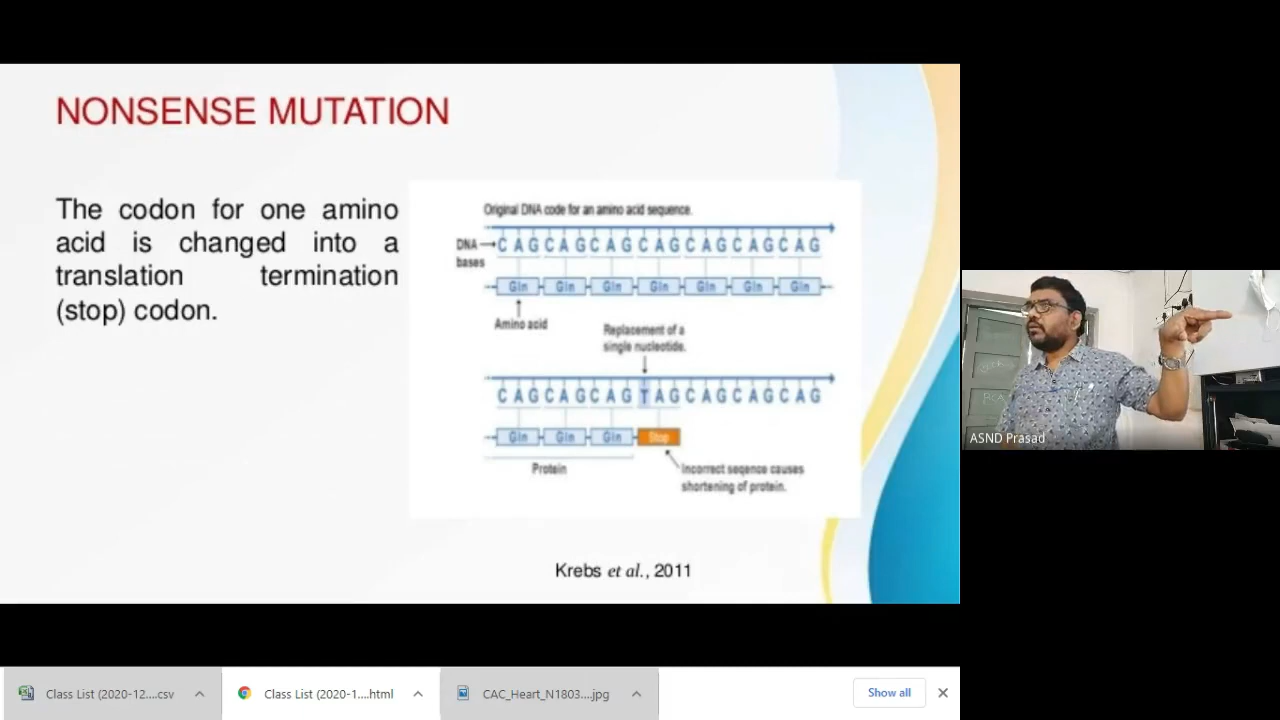 NONSENSE MUTATION
The codon for one amino
acid is changed into a
translation termination
(stop) codon.
Original DNA code for an amino acid sequence.
DNA bases
C A G C A G C A G C A G C A G C A G C A G
Gln Gln Gln Gln Gln Gln Gln
Amino acid
Replacement of a
single nucleotide.
C A G C A G C A G T A G C A G C A G C A G
Gln Gln Gln Stop
Protein
Incorrect seqence causes
shortening of protein.
Krebs et al., 2011
ASND Prasad
Class List (2020-12....csv
Class List (2020-1....html
CAC_Heart_N1803....jpg
Show all